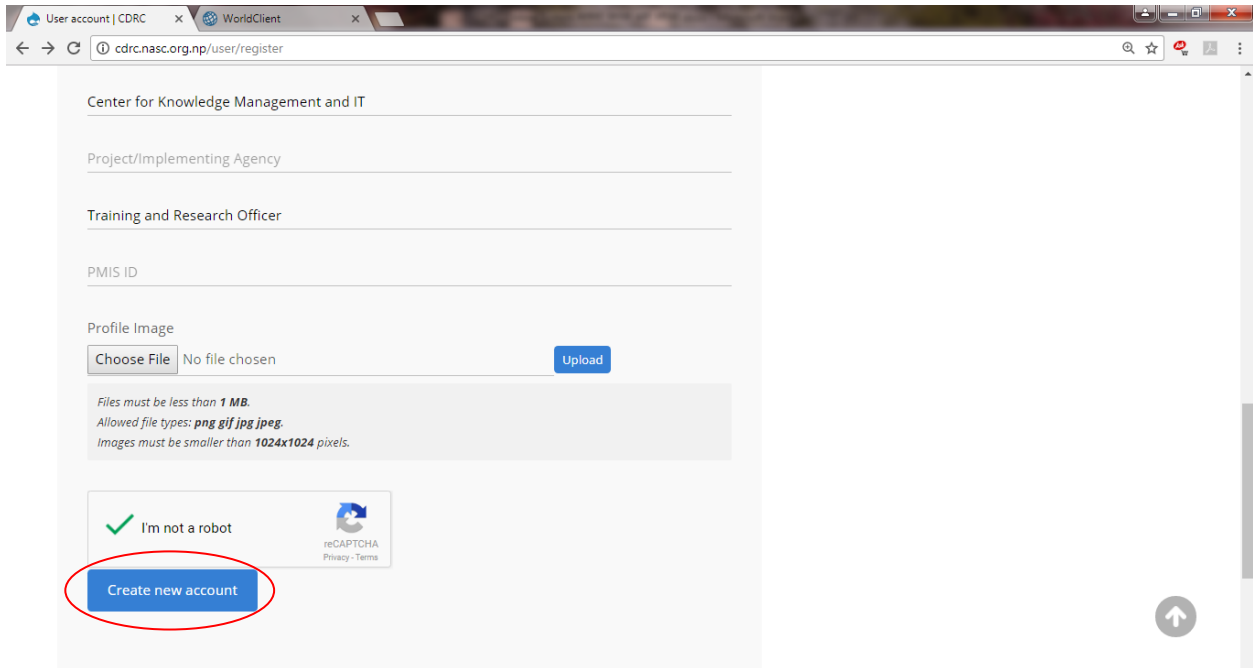 User account | CDRC
WorldClient
cdrc.nasc.org.np/user/register
Center for Knowledge Management and IT
Project/Implementing Agency
Training and Research Officer
PMIS ID
Profile Image
Choose File No file chosen Upload
Files must be less than 1 MB.
Allowed file types: png gif jpg jpeg.
Images must be smaller than 1024x1024 pixels.
I'm not a robot
reCAPTCHA
Privacy - Terms
Create new account